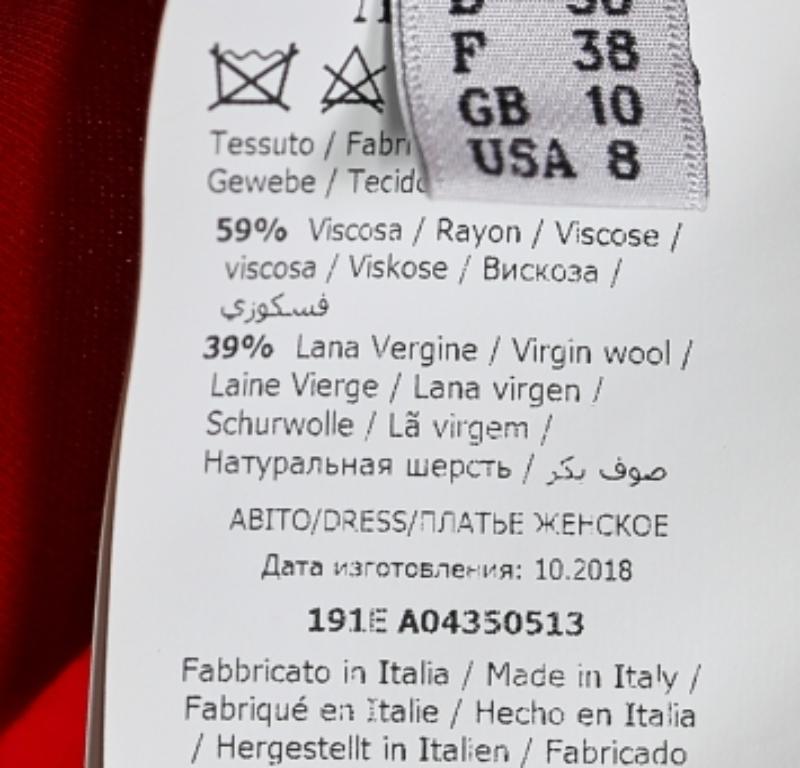 F 38
GB 10
USA 8
Tessuto /
Gewebe /
59% Viscosa / Rayon / Viscose /
viscosa / Viskose / Вискоза /
فسكوزي
39% Lana Vergine / Virgin wool /
Laine Vierge / Lana virgen /
Schurwolle / Lã virgem /
Натуральная шерсть / صوف بكر
ABITO/DRESS/ПЛАТЬЕ ЖЕНСКОЕ
Дата изготовления: 10.2018
191E A04350513
Fabbricato in Italia / Made in Italy /
Fabriqué en Italie / Hecho en Italia
/ Hergestellt in Italien / Fabricado